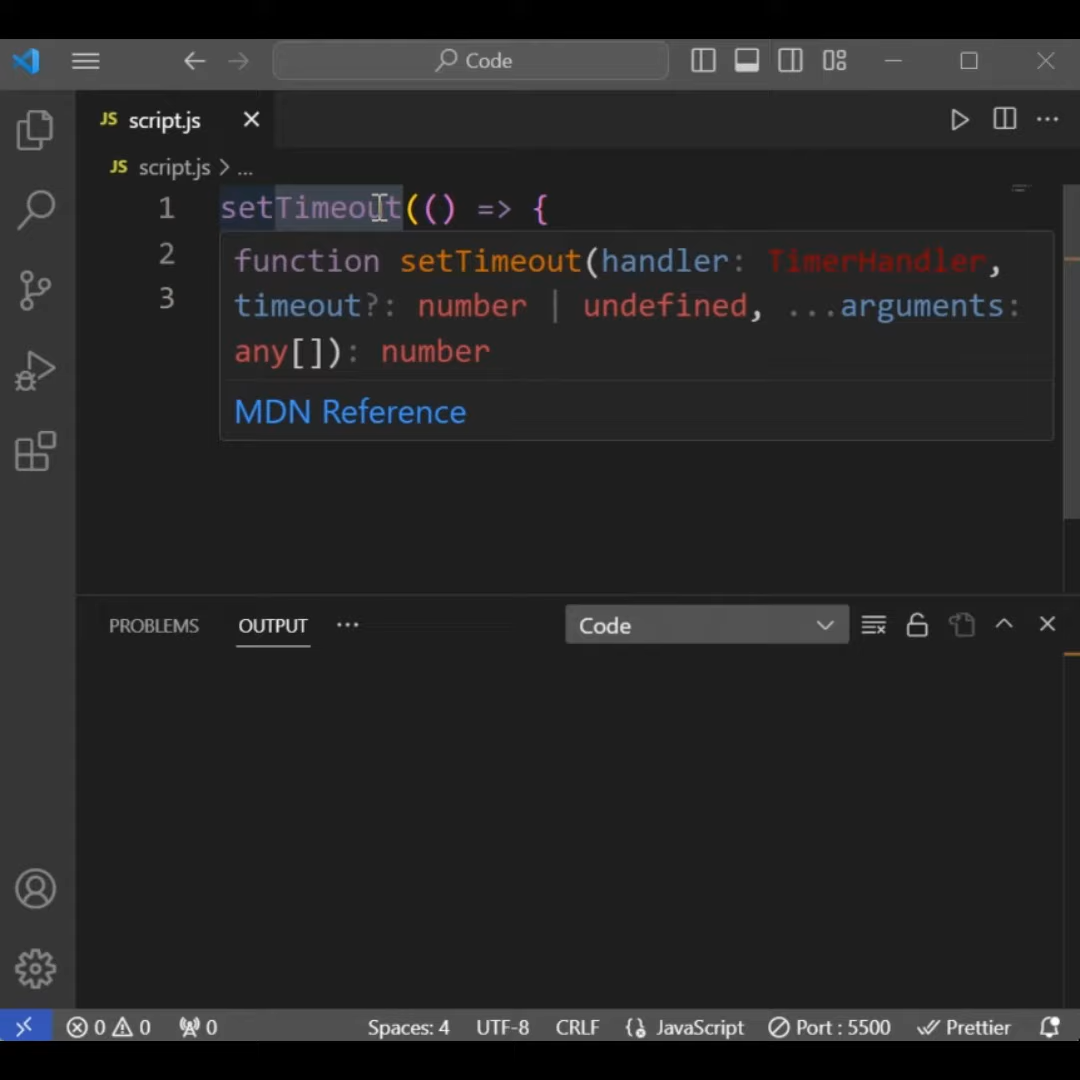 Code
JS script.js
JS script.js > ...
1 setTimeout(() => {
2
3
function setTimeout(handler: TimerHandler,
timeout?: number | undefined, ...arguments:
any[]): number
MDN Reference
PROBLEMS OUTPUT ... Code
0 0 0 Spaces: 4 UTF-8 CRLF JavaScript Port : 5500 Prettier